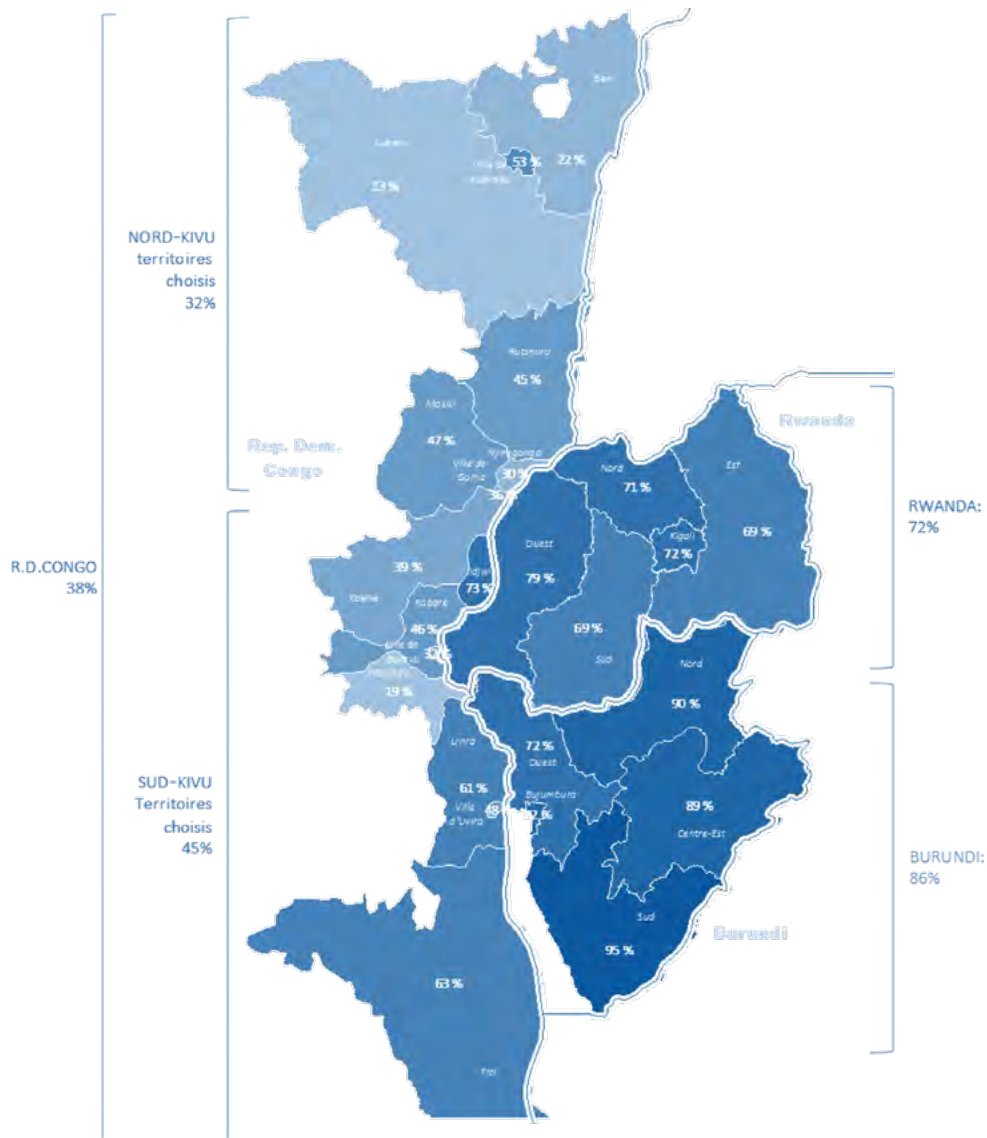 Beni
Lubero
53 %
22 %
Ville de
23 %
NORD-KIVU
territoires
choisis
32%
Rutshuru
45 %
Masisi
47 %
Rwanda
Rep. Dem.
Congo
Nyiragongo
Ville de
Goma
30 %
36
Nord
71 %
Est
RWANDA:
72%
R.D.CONGO
38%
39 %
Idjwi
73 %
Ouest
79 %
Kigali
72 %
69 %
Kalehe
Kabare
46 %
69 %
Sud
Nord
90 %
19 %
SUD-KIVU
Territoires
choisis
45%
Uvira
61 %
Ville
d'Uvira
48
72 %
Ouest
Bujumbura
89 %
Centre-Est
BURUNDI:
86%
Sud
95 %
Burundi
63 %
Fizi